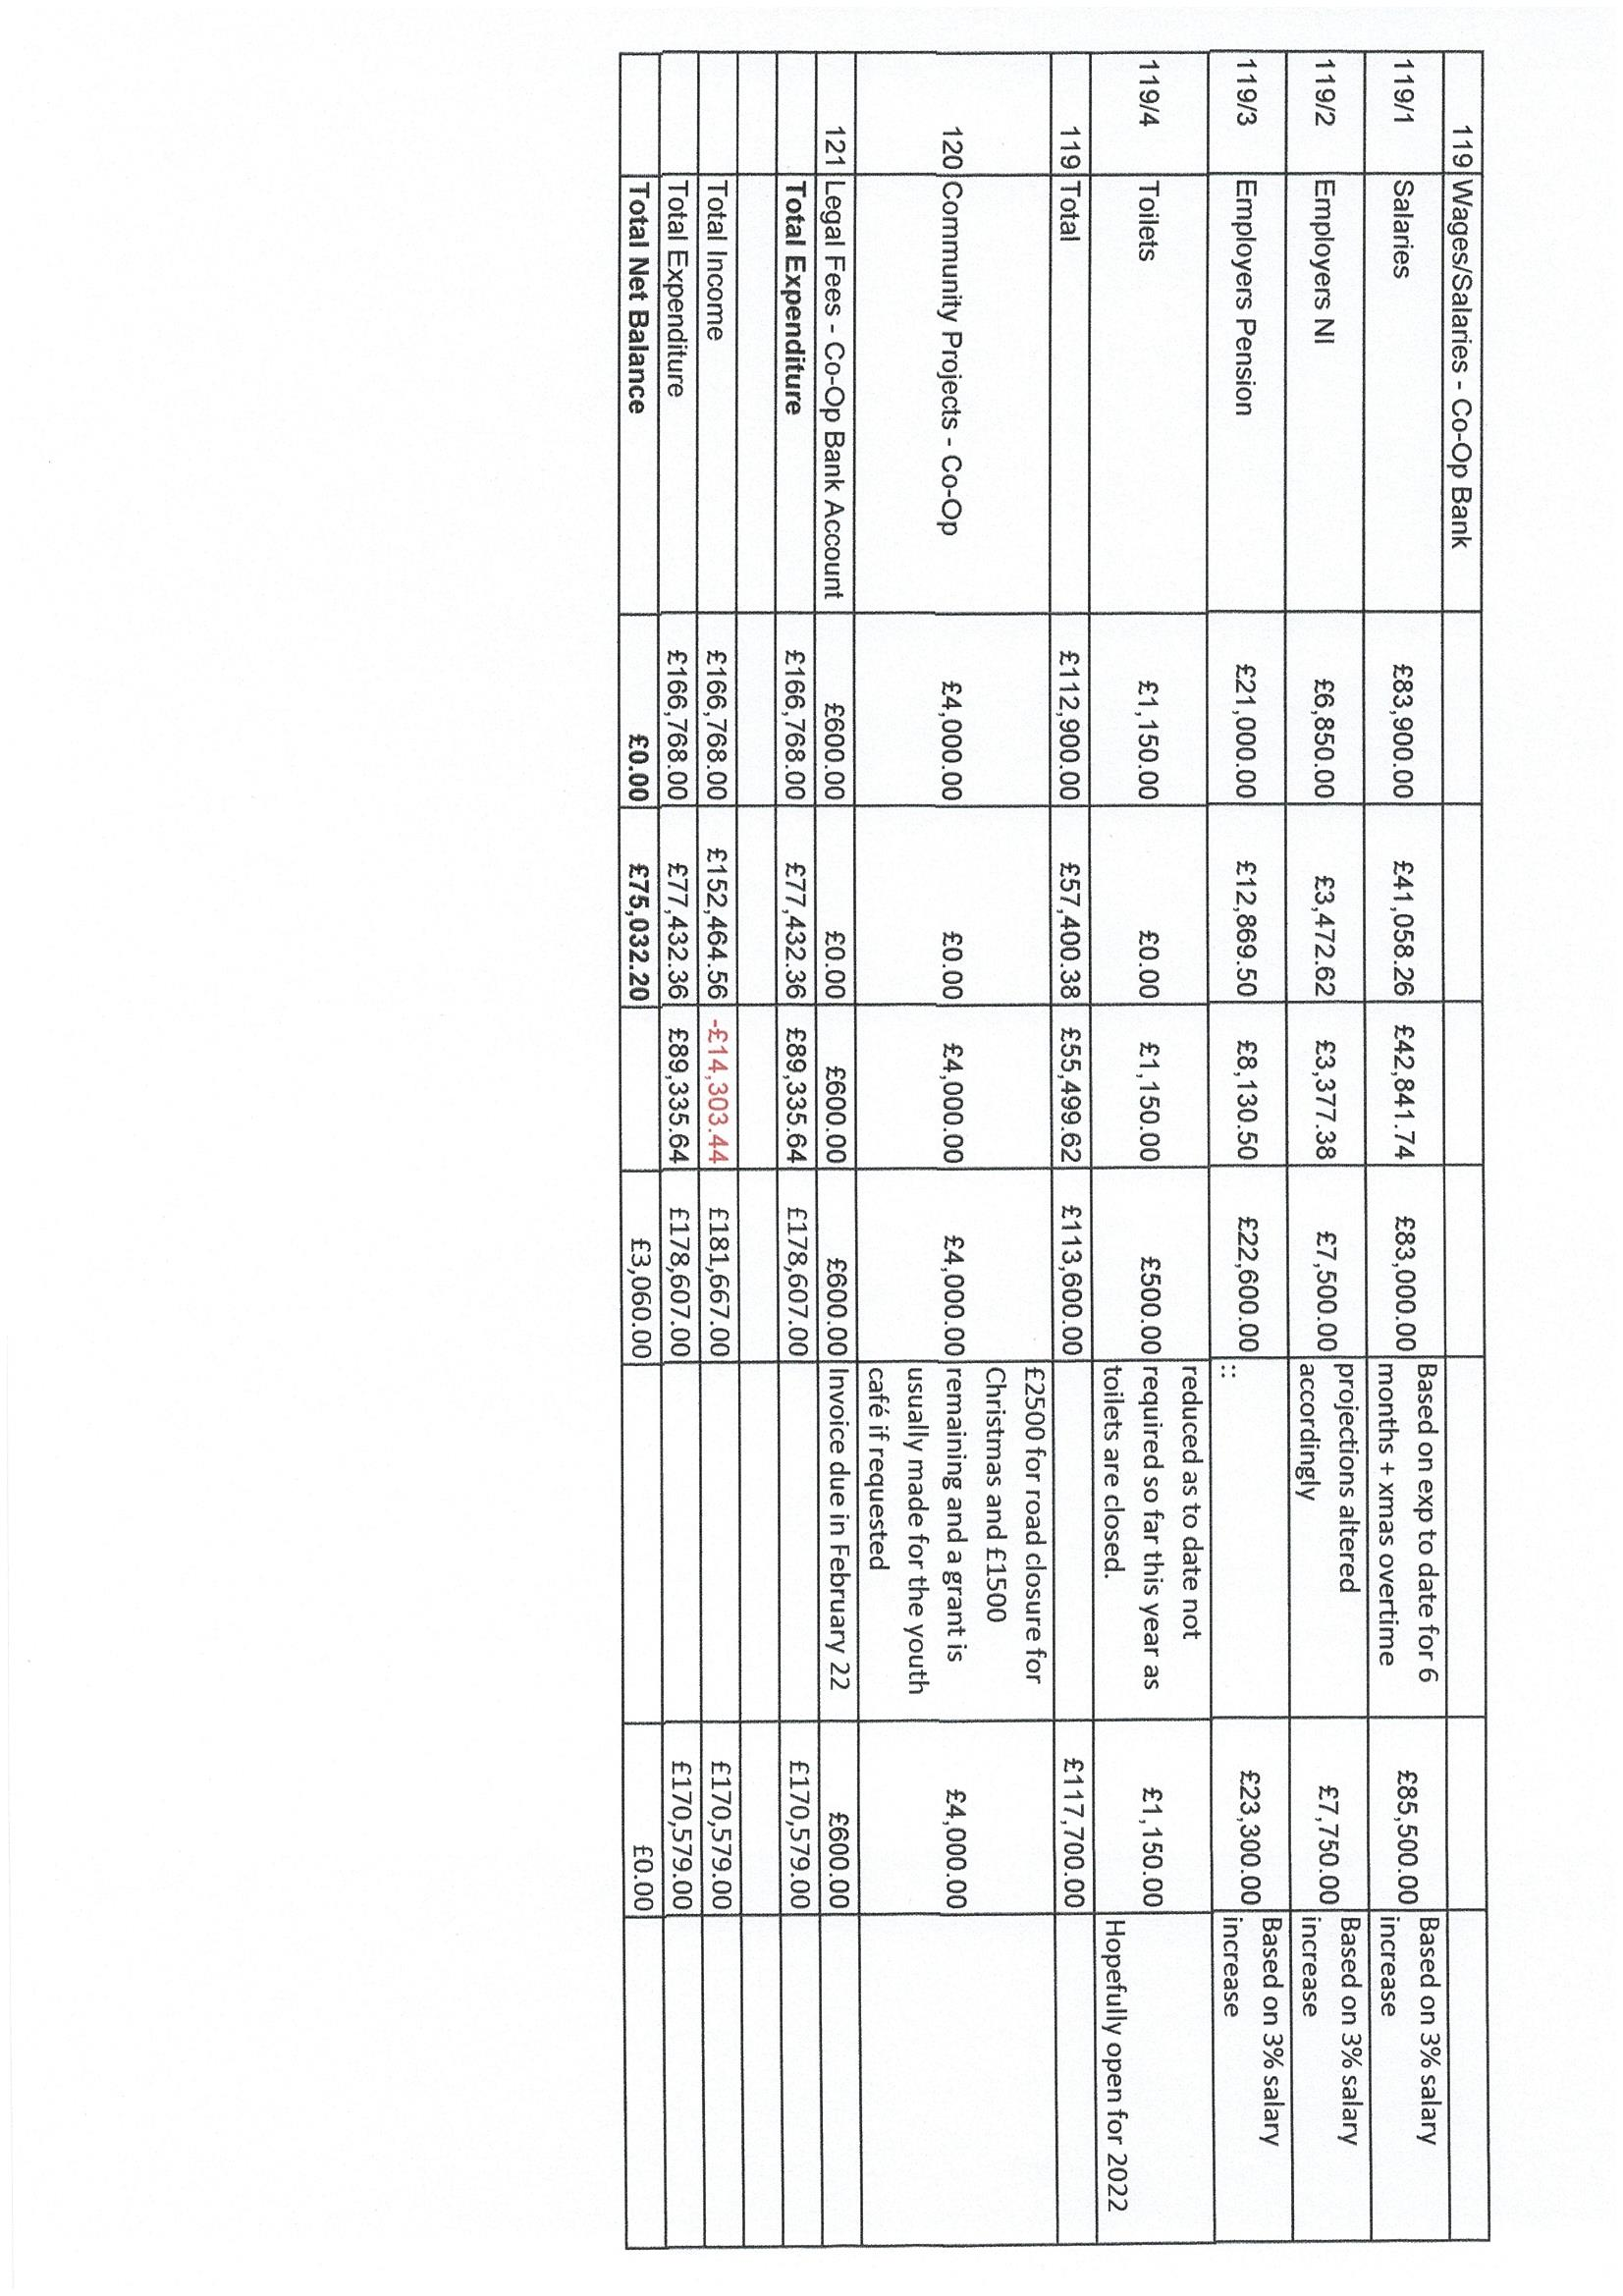 119 Wages/Salaries - Co-Op Bank
119/1 Salaries £83,900.00 £41,058.26 £42,841.74 £83,000.00 Based on exp to date for 6 months + xmas overtime £85,500.00 Based on 3% salary increase
119/2 Employers NI £6,850.00 £3,472.62 £3,377.38 £7,500.00 projections altered accordingly £7,750.00 Based on 3% salary increase
119/3 Employers Pension £21,000.00 £12,869.50 £8,130.50 £22,600.00 :: £23,300.00 Based on 3% salary increase
119/4 Toilets £1,150.00 £0.00 £1,150.00 £500.00 reduced as to date not required so far this year as toilets are closed. £1,150.00 Hopefully open for 2022
119 Total £112,900.00 £57,400.38 £55,499.62 £113,600.00 £117,700.00
120 Community Projects - Co-Op £4,000.00 £0.00 £4,000.00 £4,000.00 £2500 for road closure for Christmas and £1500 remaining and a grant is usually made for the youth café if requested £4,000.00
121 Legal Fees - Co-Op Bank Account £600.00 £0.00 £600.00 £600.00 Invoice due in February 22 £600.00
Total Expenditure £166,768.00 £77,432.36 £89,335.64 £178,607.00 £170,579.00
Total Income £166,768.00 £152,464.56 -£14,303.44 £181,667.00 £170,579.00
Total Expenditure £166,768.00 £77,432.36 £89,335.64 £178,607.00 £170,579.00
Total Net Balance £0.00 £75,032.20 £3,060.00 £0.00